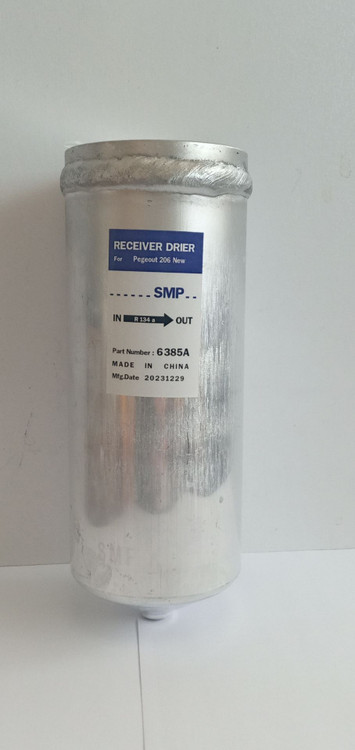 RECEIVER DRIER
For Pegeout 206 New
------SMP--
IN R 134 a OUT
Part Number: 6385A
MADE IN CHINA
Mfg.Date 20231229
SMP